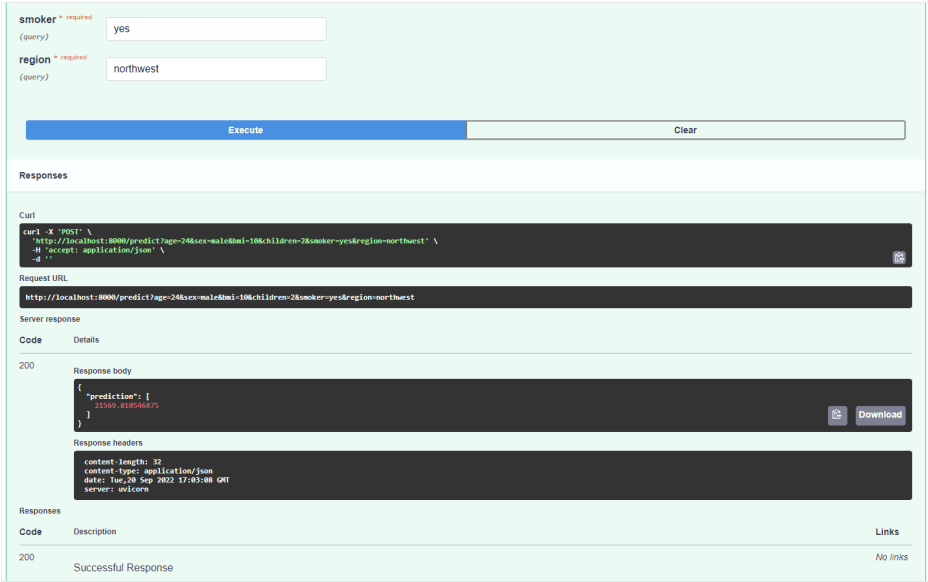 smoker * required
(query)
yes
region * required
(query)
northwest
Execute
Clear
Responses
Curl
curl -X 'POST' \
'http://localhost:8000/predict?age=24&sex=male&bmi=10&children=2&smoker=yes&region=northwest' \
-H 'accept: application/json' \
-d ''
Request URL
http://localhost:8000/predict?age=24&sex=male&bmi=10&children=2&smoker=yes&region=northwest
Server response
Code Details
200
Response body
{
"prediction": [
21569.810546875
]
}
Download
Response headers
content-length: 32
content-type: application/json
date: Tue,20 Sep 2022 17:03:08 GMT
server: uvicorn
Responses
Code Description Links
200 No links
Successful Response